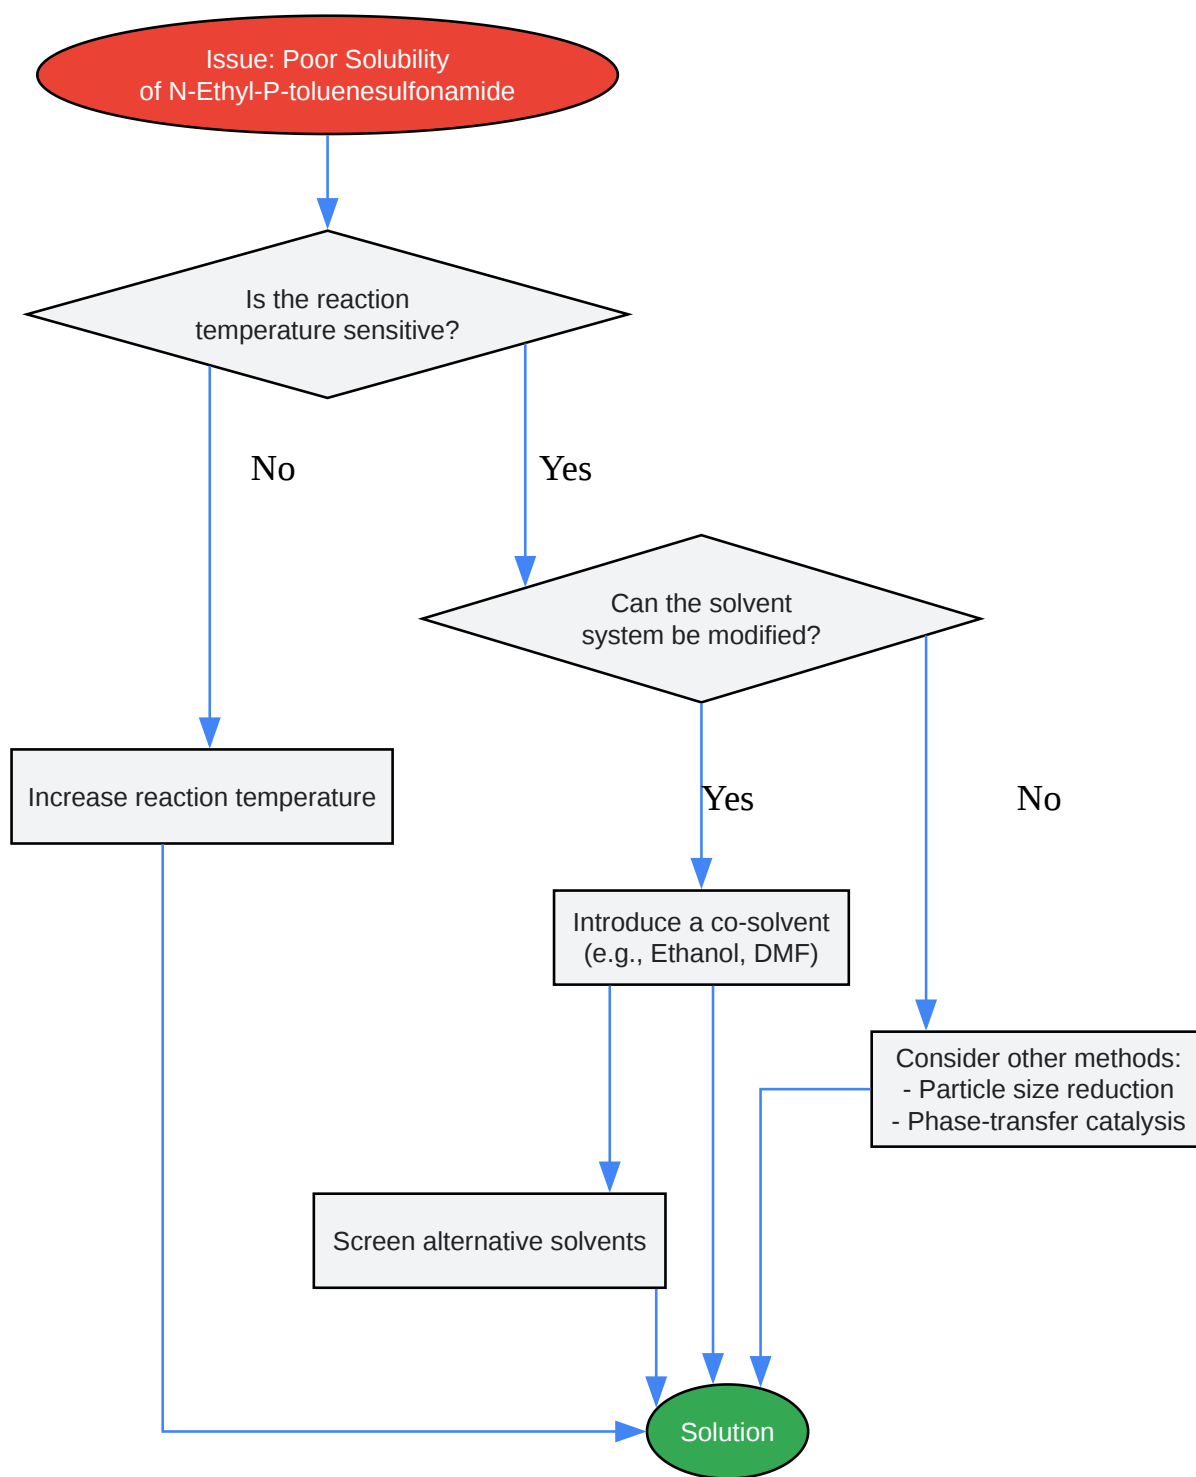 Issue: Poor Solubility
of N-Ethyl-P-toluenesulfonamide
Is the reaction
temperature sensitive?
No
Yes
Can the solvent
system be modified?
Increase reaction temperature
Yes
No
Introduce a co-solvent
(e.g., Ethanol, DMF)
Consider other methods:
- Particle size reduction
- Phase-transfer catalysis
Screen alternative solvents
Solution